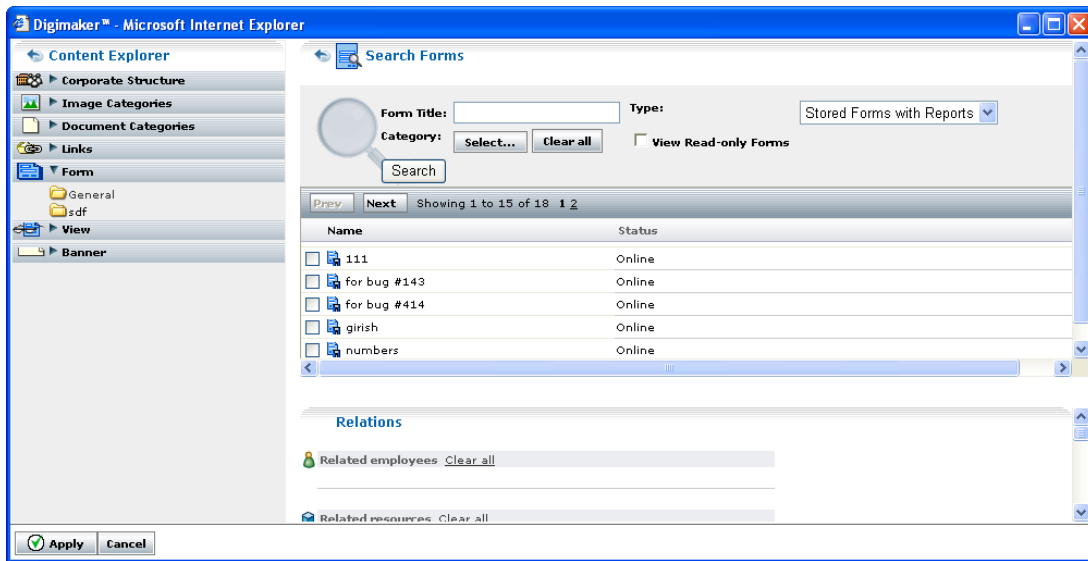 Digimaker™ - Microsoft Internet Explorer
Content Explorer
Corporate Structure
Image Categories
Document Categories
Links
Form
General
sdf
View
Banner
Search Forms
Form Title:
Type:
Stored Forms with Reports
Category:
Select...
Clear all
View Read-only Forms
Search
Prev Next Showing 1 to 15 of 18 1 2
Name Status
111 Online
for bug #143 Online
for bug #414 Online
girish Online
numbers Online
Relations
Related employees Clear all
Related resources Clear all
Apply Cancel